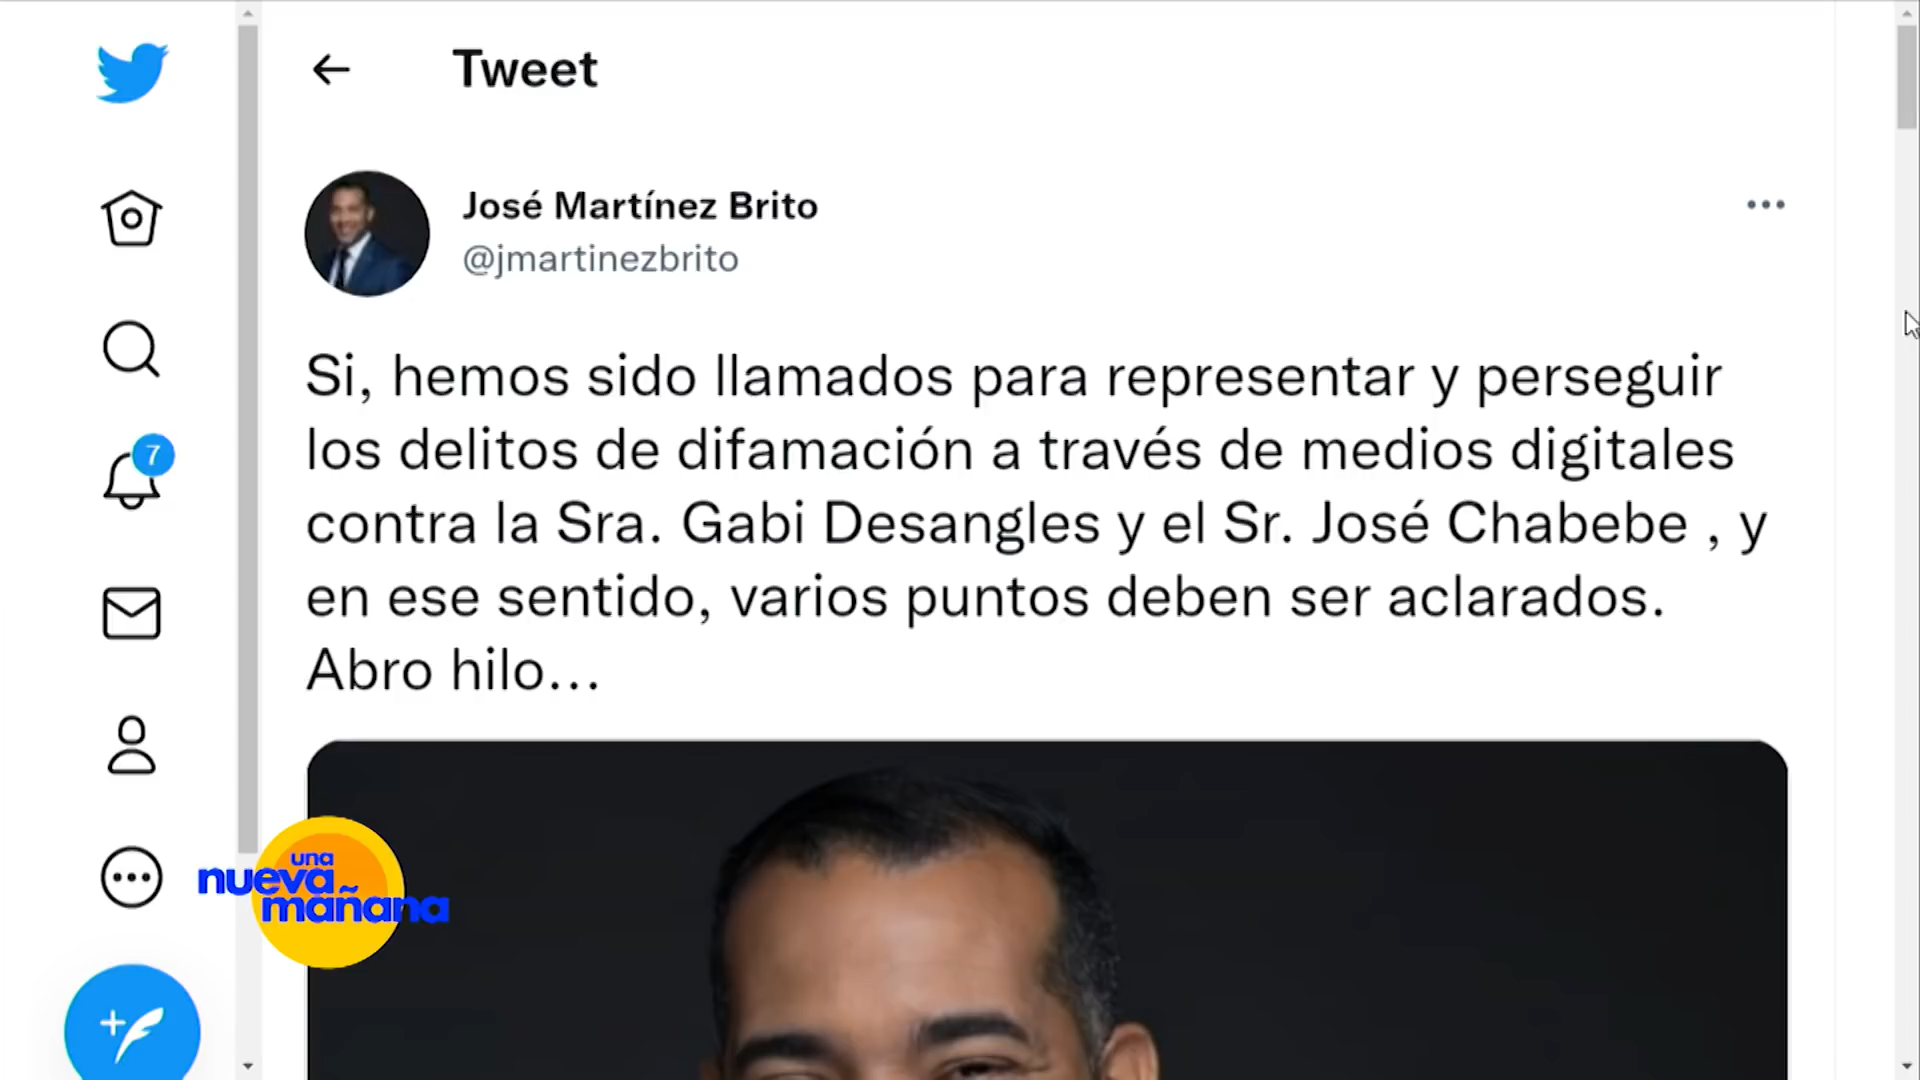 Tweet
José Martínez Brito
@jmartinezbrito
Si, hemos sido llamados para representar y perseguir
los delitos de difamación a través de medios digitales
contra la Sra. Gabi Desangles y el Sr. José Chabebe , y
en ese sentido, varios puntos deben ser aclarados.
Abro hilo...
7
una
nueva
mañana